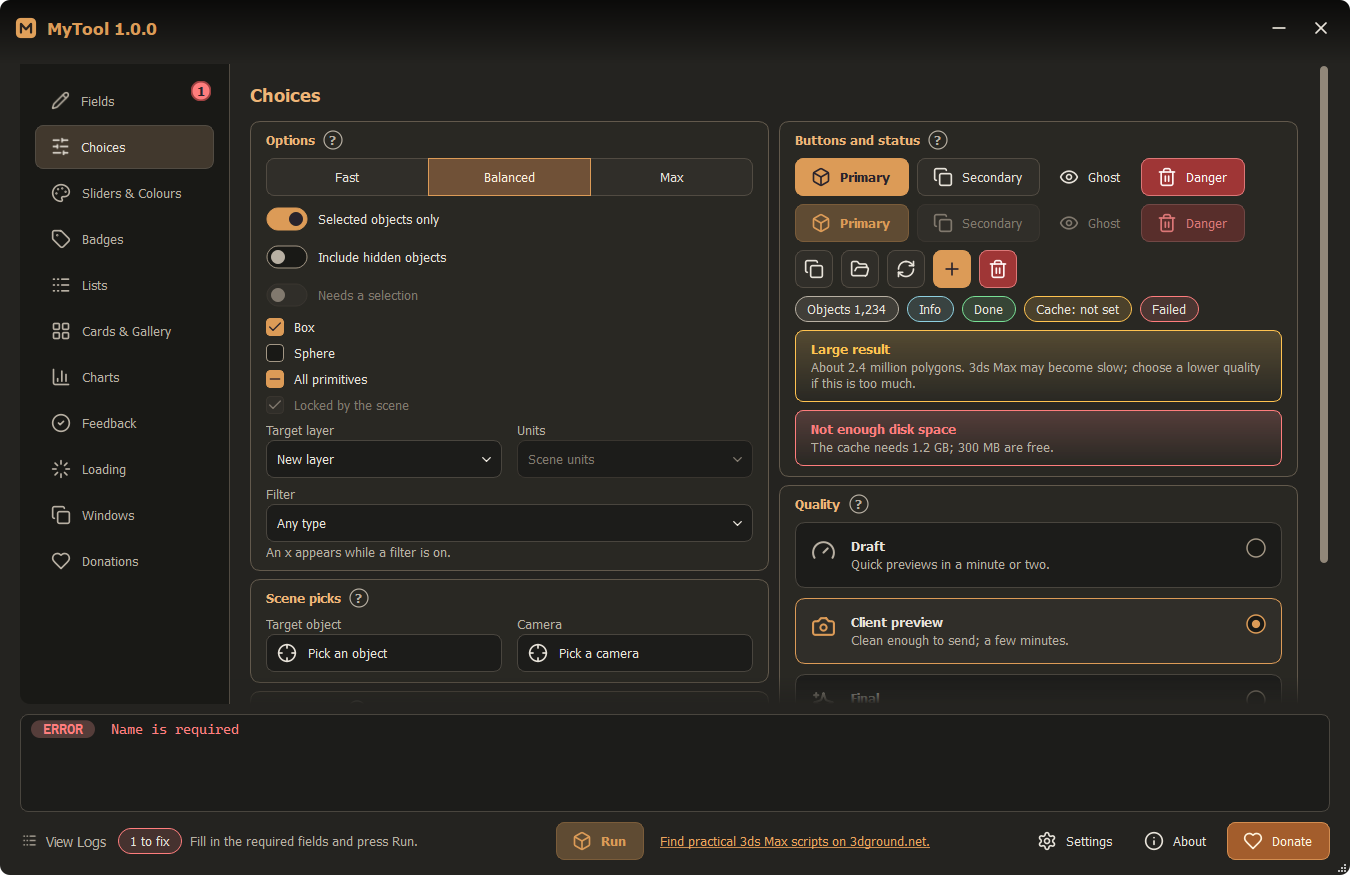 MyTool 1.0.0
Fields
1
Choices
Sliders & Colours
Badges
Lists
Cards & Gallery
Charts
Feedback
Loading
Windows
Donations
Choices
Options ?
Fast Balanced Max
Selected objects only
Include hidden objects
Needs a selection
Box
Sphere
All primitives
Locked by the scene
Target layer Units
New layer Scene units
Filter
Any type
An x appears while a filter is on.
Scene picks ?
Target object Camera
Pick an object Pick a camera
Buttons and status ?
Primary Secondary Ghost Danger
Primary Secondary Ghost Danger
Objects 1,234 Info Done Cache: not set Failed
Large result
About 2.4 million polygons. 3ds Max may become slow; choose a lower quality
if this is too much.
Not enough disk space
The cache needs 1.2 GB; 300 MB are free.
Quality ?
Draft
Quick previews in a minute or two.
Client preview
Clean enough to send; a few minutes.
Final
ERROR Name is required
View Logs 1 to fix Fill in the required fields and press Run. Run Find practical 3ds Max scripts on 3dground.net. Settings About Donate